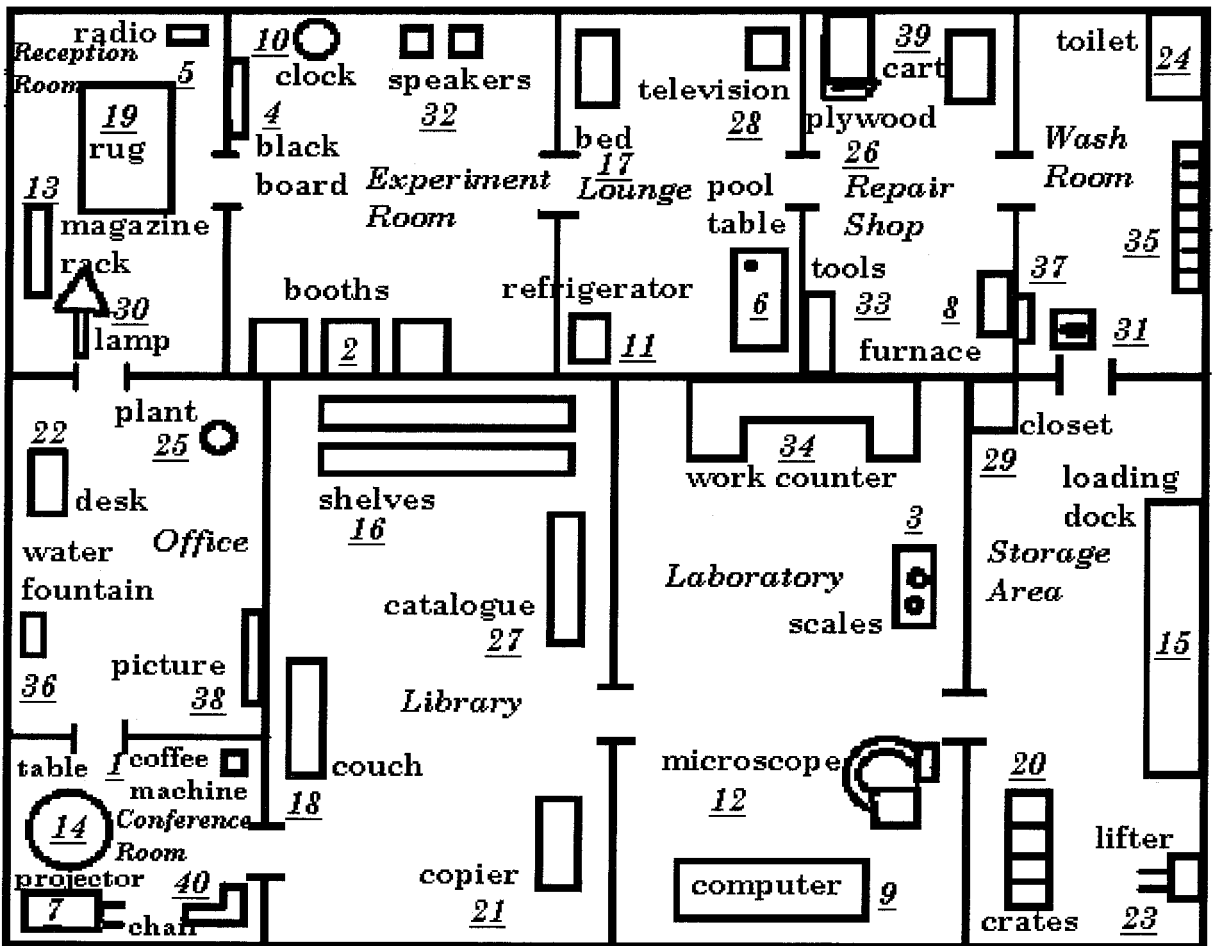 radio
Reception
Room
5
19
rug
13
magazine
rack
30
lamp
10
clock
speakers
32
4
black
board
Experiment
Room
booths
2
television
28
bed
17
Lounge
pool
table
6
refrigerator
11
39
cart
plywood
26
Repair
Shop
tools
33
8
furnace
toilet
24
Wash
Room
35
37
31
plant
25
22
desk
Office
water
fountain
36
picture
38
shelves
16
catalogue
27
Library
couch
18
copier
21
34
work counter
3
Laboratory
scales
microscope
12
computer
9
closet
29
loading
dock
Storage
Area
15
20
crates
lifter
23
table
1
coffee
machine
14
Conference
Room
projector
7
40
chair